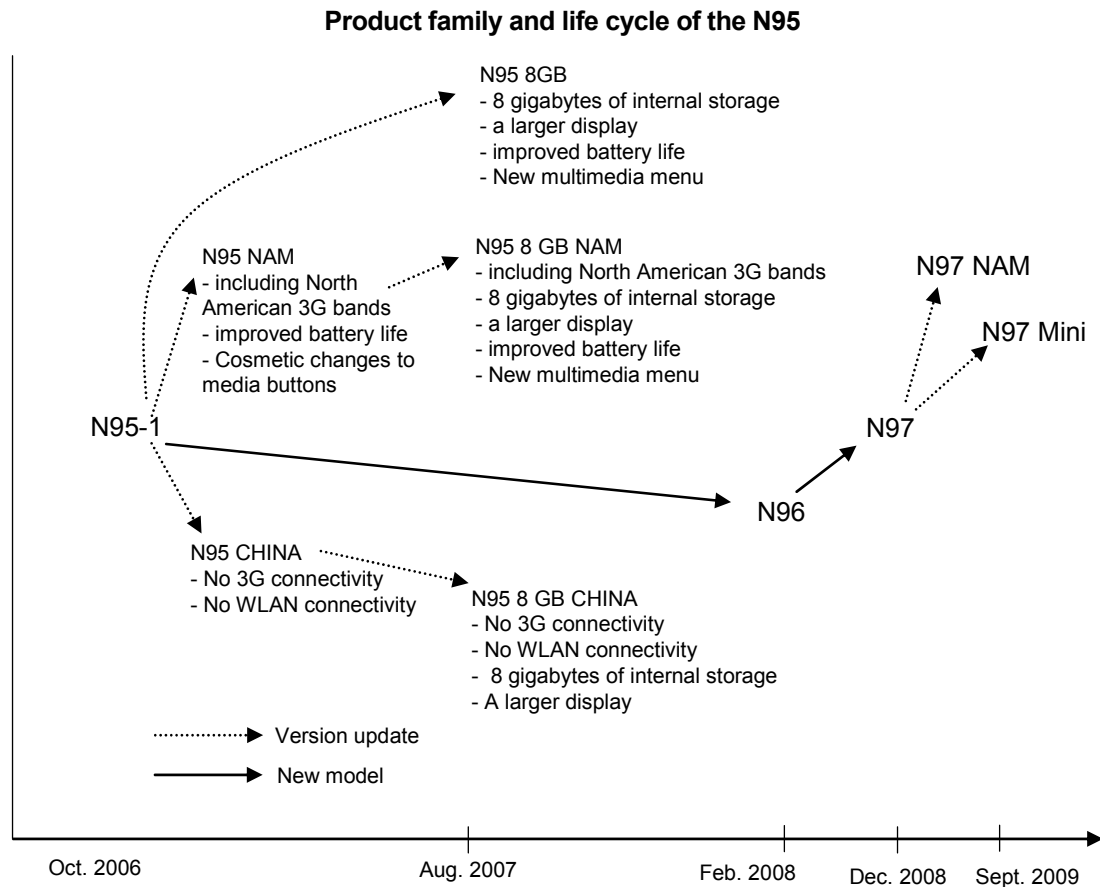 Product family and life cycle of the N95
N95 8GB
- 8 gigabytes of internal storage
- a larger display
- improved battery life
- New multimedia menu
N95 NAM
- including North
American 3G bands
- improved battery life
- Cosmetic changes to
media buttons
N95 8 GB NAM
- including North American 3G bands
- 8 gigabytes of internal storage
- a larger display
- improved battery life
- New multimedia menu
N97 NAM
N97 Mini
N95-1
N97
N96
N95 CHINA
- No 3G connectivity
- No WLAN connectivity
N95 8 GB CHINA
- No 3G connectivity
- No WLAN connectivity
- 8 gigabytes of internal storage
- A larger display
Version update
New model
Oct. 2006
Aug. 2007
Feb. 2008
Dec. 2008
Sept. 2009